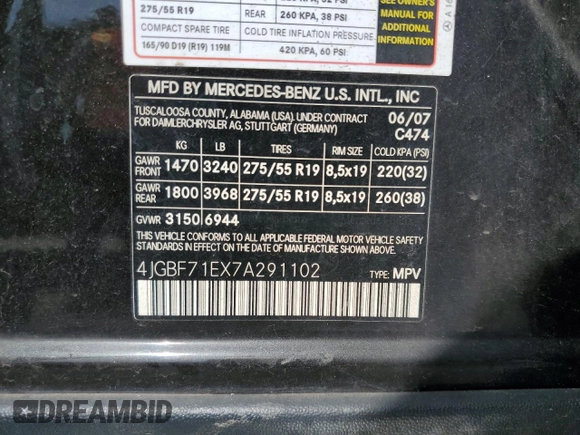 275/55 R19
REAR
260 KPA, 38 PSI
COMPACT SPARE TIRE
COLD TIRE INFLATION PRESSURE:
165/90 D19 (R19) 119M
420 KPA, 60 PSI
SEE OWNER'S
MANUAL FOR
ADDITIONAL
INFORMATION
MFD BY MERCEDES-BENZ U.S. INTL., INC
TUSCALOOSA COUNTY, ALABAMA (USA), UNDER CONTRACT
FOR DAIMLERCHRYSLER AG, STUTTGART (GERMANY)
06/07
C474
KG LB TIRES RIM SIZE COLD KPA (PSI)
GAWR FRONT 1470 3240 275/55 R19 8,5x19 220(32)
GAWR REAR 1800 3968 275/55 R19 8,5x19 260(38)
GVWR 3150 6944
THIS VEHICLE CONFORMS TO ALL APPLICABLE FEDERAL MOTOR VEHICLE SAFETY
AND THEFT PREVENTION STANDARDS IN EFFECT ON THE DATE OF MANUFACTURE
SHOWN ABOVE.
4JGBF71EX7A291102
TYPE: MPV
DREAMBID